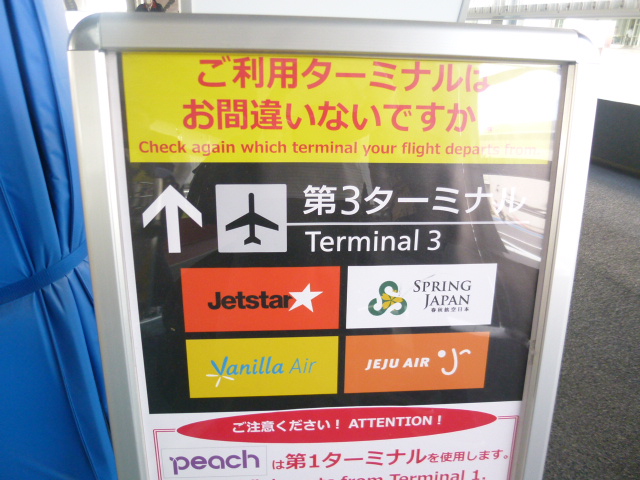 ご利用ターミナルは
お間違いないですか
Check again which terminal your flight departs from
第3ターミナル
Terminal 3
Jetstar
SPRING
JAPAN
春秋航空日本
Vanilla Air
JEJU AIR
ご注意ください! ATTENTION!
peach は第1ターミナルを使用します。
from Terminal 1.